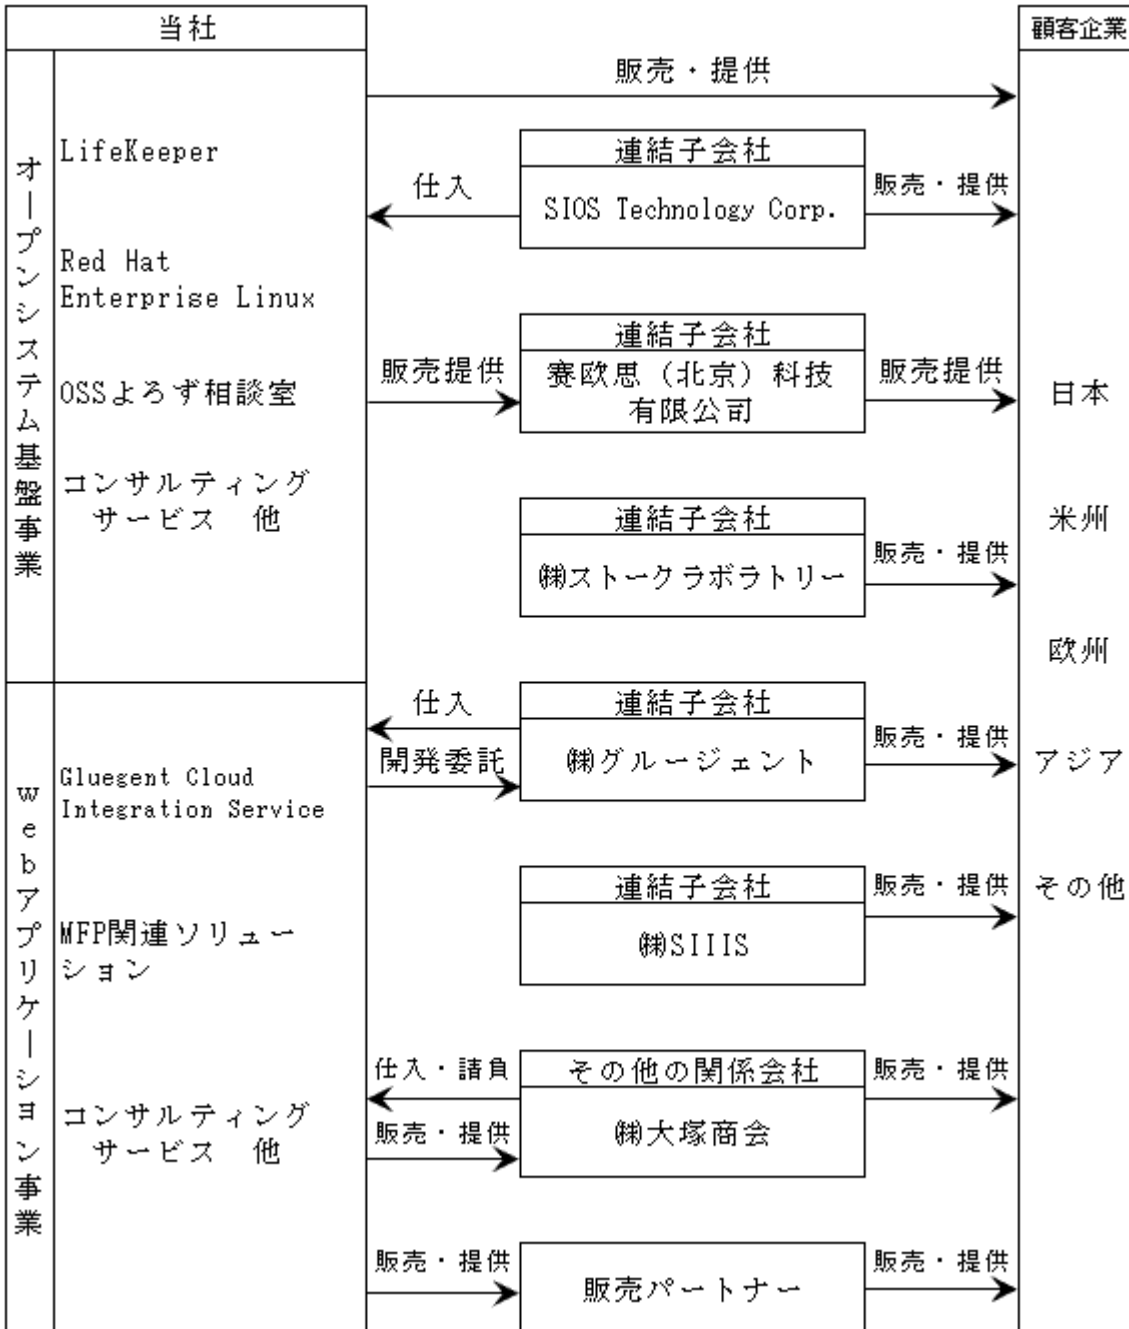 当社
顧客企業
オープンシステム基盤事業
LifeKeeper
Red Hat
Enterprise Linux
OSSよろず相談室
コンサルティング
サービス　他
webアプリケーション事業
Gluegent Cloud
Integration Service
MFP関連ソリュー
ション
コンサルティング
サービス　他
販売・提供
連結子会社
仕入
SIOS Technology Corp.
販売・提供
連結子会社
販売提供
賽欧思（北京）科技
有限公司
販売提供
連結子会社
㈱ストークラボラトリー
販売・提供
仕入
連結子会社
開発委託
㈱グルージェント
販売・提供
連結子会社
㈱SIIIS
販売・提供
仕入・請負
その他の関係会社
販売・提供
販売・提供
㈱大塚商会
販売・提供
販売パートナー
販売・提供
日本
米州
欧州
アジア
その他